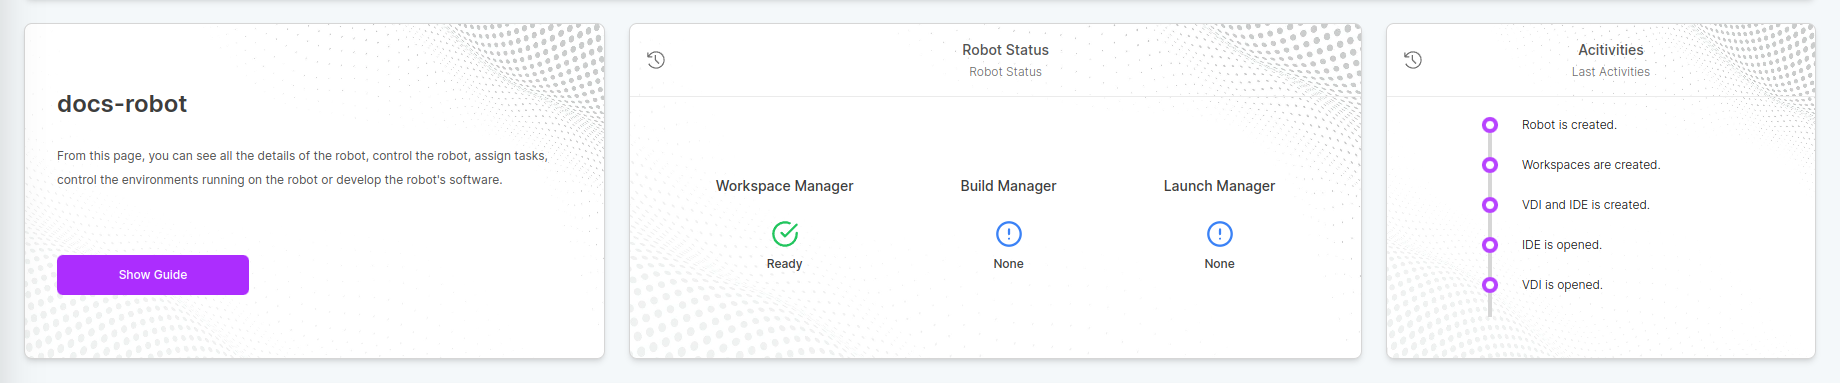 docs-robot
From this page, you can see all the details of the robot, control the robot, assign tasks,
control the environments running on the robot or develop the robot's software.
Show Guide
Robot Status
Robot Status
Workspace Manager
Build Manager
Launch Manager
Ready
None
None
Acitivities
Last Activities
Robot is created.
Workspaces are created.
VDI and IDE is created.
IDE is opened.
VDI is opened.